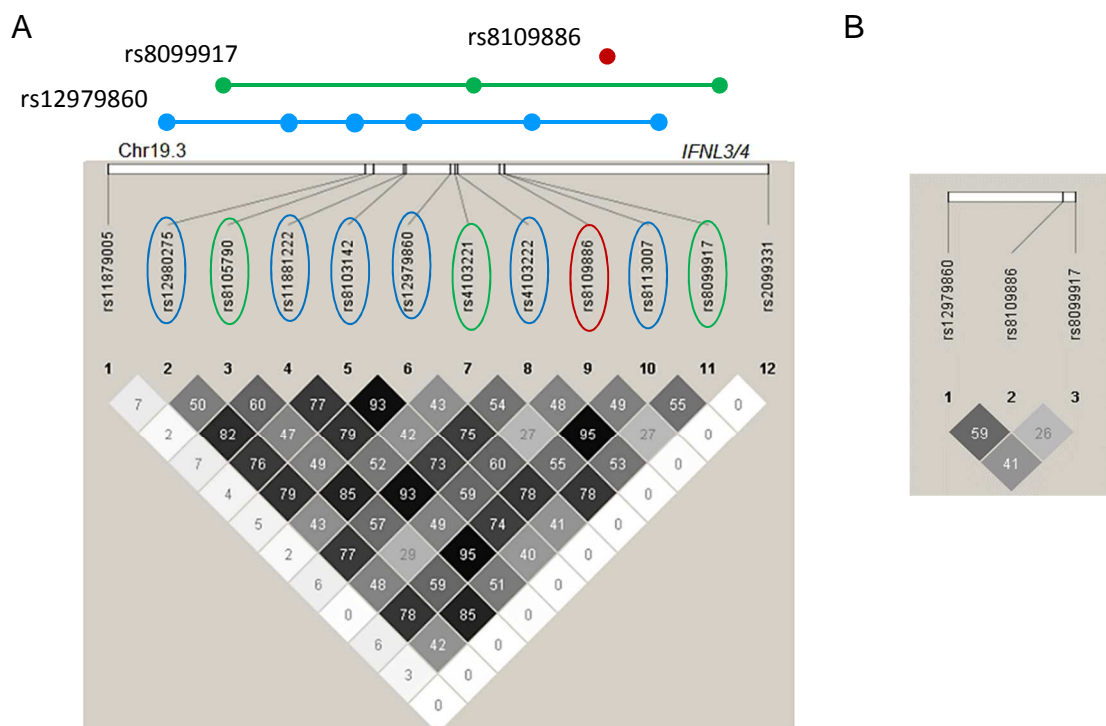 A
B
rs8109886
rs8099917
rs12979860
Chr19.3
IFNL3/4
rs11879005
rs12980275
rs8105790
rs11881222
rs8103142
rs12979860
rs4103221
rs4103222
rs8109886
rs8113007
rs8099917
rs2099331
1 2 3 4 5 6 7 8 9 10 11 12
7 50 60 77 93 43 54 48 49 55 0
2 82 47 79 42 75 27 95 27 0
7 76 49 52 73 60 55 53 0
4 79 85 93 59 78 78 0
5 43 57 49 74 41 0
2 77 29 95 40 0
6 48 59 51 0
0 78 85 0
6 42 0
3 0
0
rs12979860
rs8109886
rs8099917
1 2 3
59 26
41